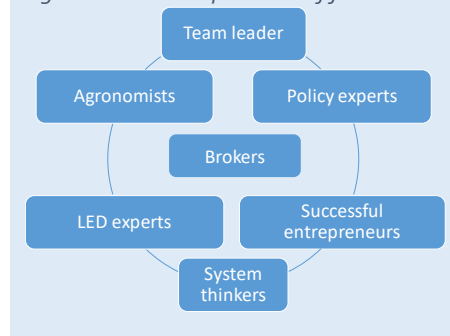 Team leader
Agronomists
Policy experts
Brokers
LED experts
Successful
entrepreneurs
System
thinkers